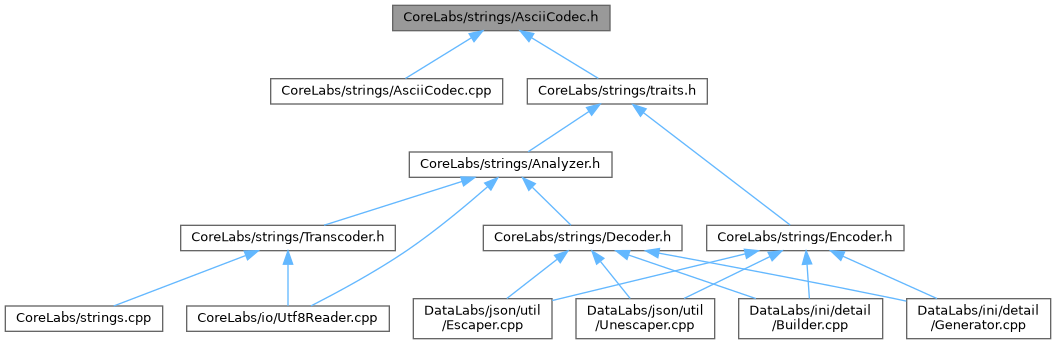 CoreLabs/strings/AsciiCodec.h
CoreLabs/strings/AsciiCodec.cpp
CoreLabs/strings/traits.h
CoreLabs/strings/Analyzer.h
CoreLabs/strings/Transcoder.h
CoreLabs/strings/Decoder.h
CoreLabs/strings/Encoder.h
CoreLabs/strings.cpp
CoreLabs/io/Utf8Reader.cpp
DataLabs/json/util
/Escaper.cpp
DataLabs/json/util
/Unescaper.cpp
DataLabs/ini/detail
/Builder.cpp
DataLabs/ini/detail
/Generator.cpp